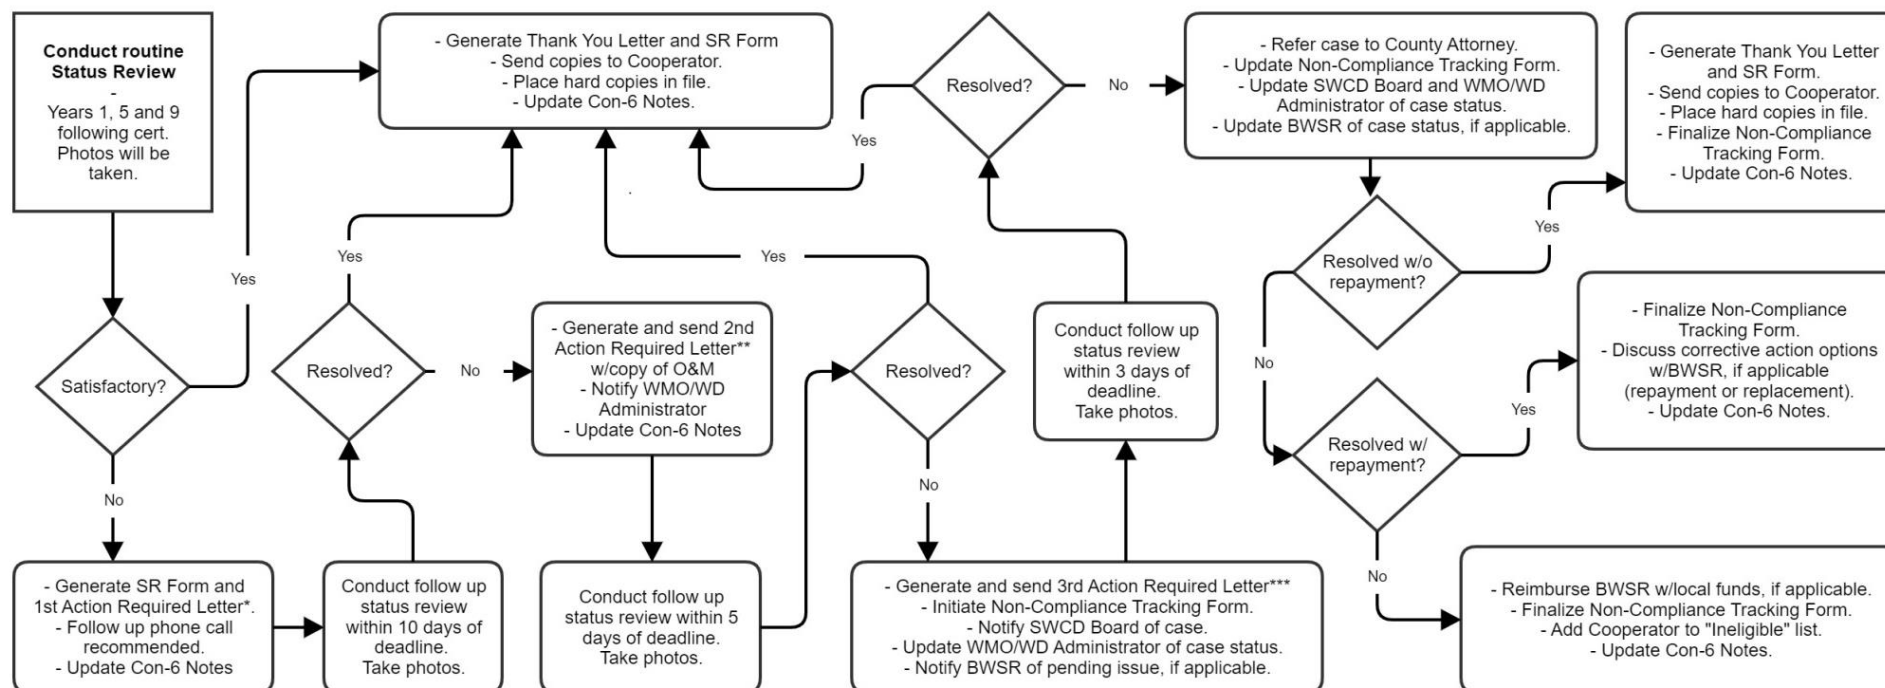 Conduct routine
Status Review
-
Years 1, 5 and 9
following cert.
Photos will be
taken.
Satisfactory?
Yes
No
- Generate SR Form and
1st Action Required Letter*.
- Follow up phone call
recommended.
- Update Con-6 Notes
Conduct follow up
status review
within 10 days of
deadline.
Take photos.
Resolved?
Yes
No
- Generate Thank You Letter and SR Form
- Send copies to Cooperator.
- Place hard copies in file.
- Update Con-6 Notes.
- Generate and send 2nd
Action Required Letter**
w/copy of O&M
- Notify WMO/WD
Administrator
- Update Con-6 Notes
Conduct follow up
status review within 5
days of deadline.
Take photos.
Resolved?
Yes
No
- Generate and send 3rd Action Required Letter***
- Initiate Non-Compliance Tracking Form.
- Notify SWCD Board of case.
- Update WMO/WD Administrator of case status.
- Notify BWSR of pending issue, if applicable.
Conduct follow up
status review
within 3 days of
deadline.
Take photos.
Resolved?
Yes
No
- Refer case to County Attorney.
- Update Non-Compliance Tracking Form.
- Update SWCD Board and WMO/WD
Administrator of case status.
- Update BWSR of case status, if applicable.
Resolved w/o
repayment?
Yes
No
- Generate Thank You Letter
and SR Form.
- Send copies to Cooperator.
- Place hard copies in file.
- Finalize Non-Compliance
Tracking Form.
- Update Con-6 Notes.
Resolved w/
repayment?
Yes
No
- Finalize Non-Compliance
Tracking Form.
- Discuss corrective action options
w/BWSR, if applicable
(repayment or replacement).
- Update Con-6 Notes.
- Reimburse BWSR w/local funds, if applicable.
- Finalize Non-Compliance Tracking Form.
- Add Cooperator to "Ineligible" list.
- Update Con-6 Notes.